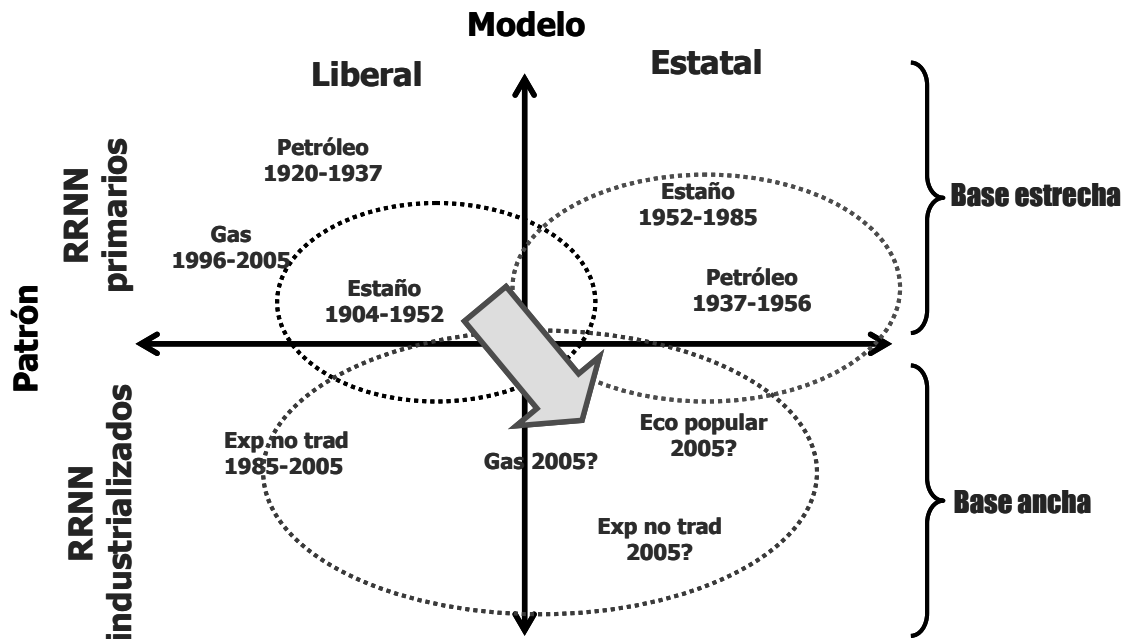 Modelo
Liberal
Estatal
Patrón
RRNN
primarios
Petróleo
1920-1937
Gas
1996-2005
Estaño
1904-1952
Estaño
1952-1985
Petróleo
1937-1956
Base estrecha
RRNN
industrializados
Exp no trad
1985-2005
Gas 2005?
Eco popular
2005?
Exp no trad
2005?
Base ancha